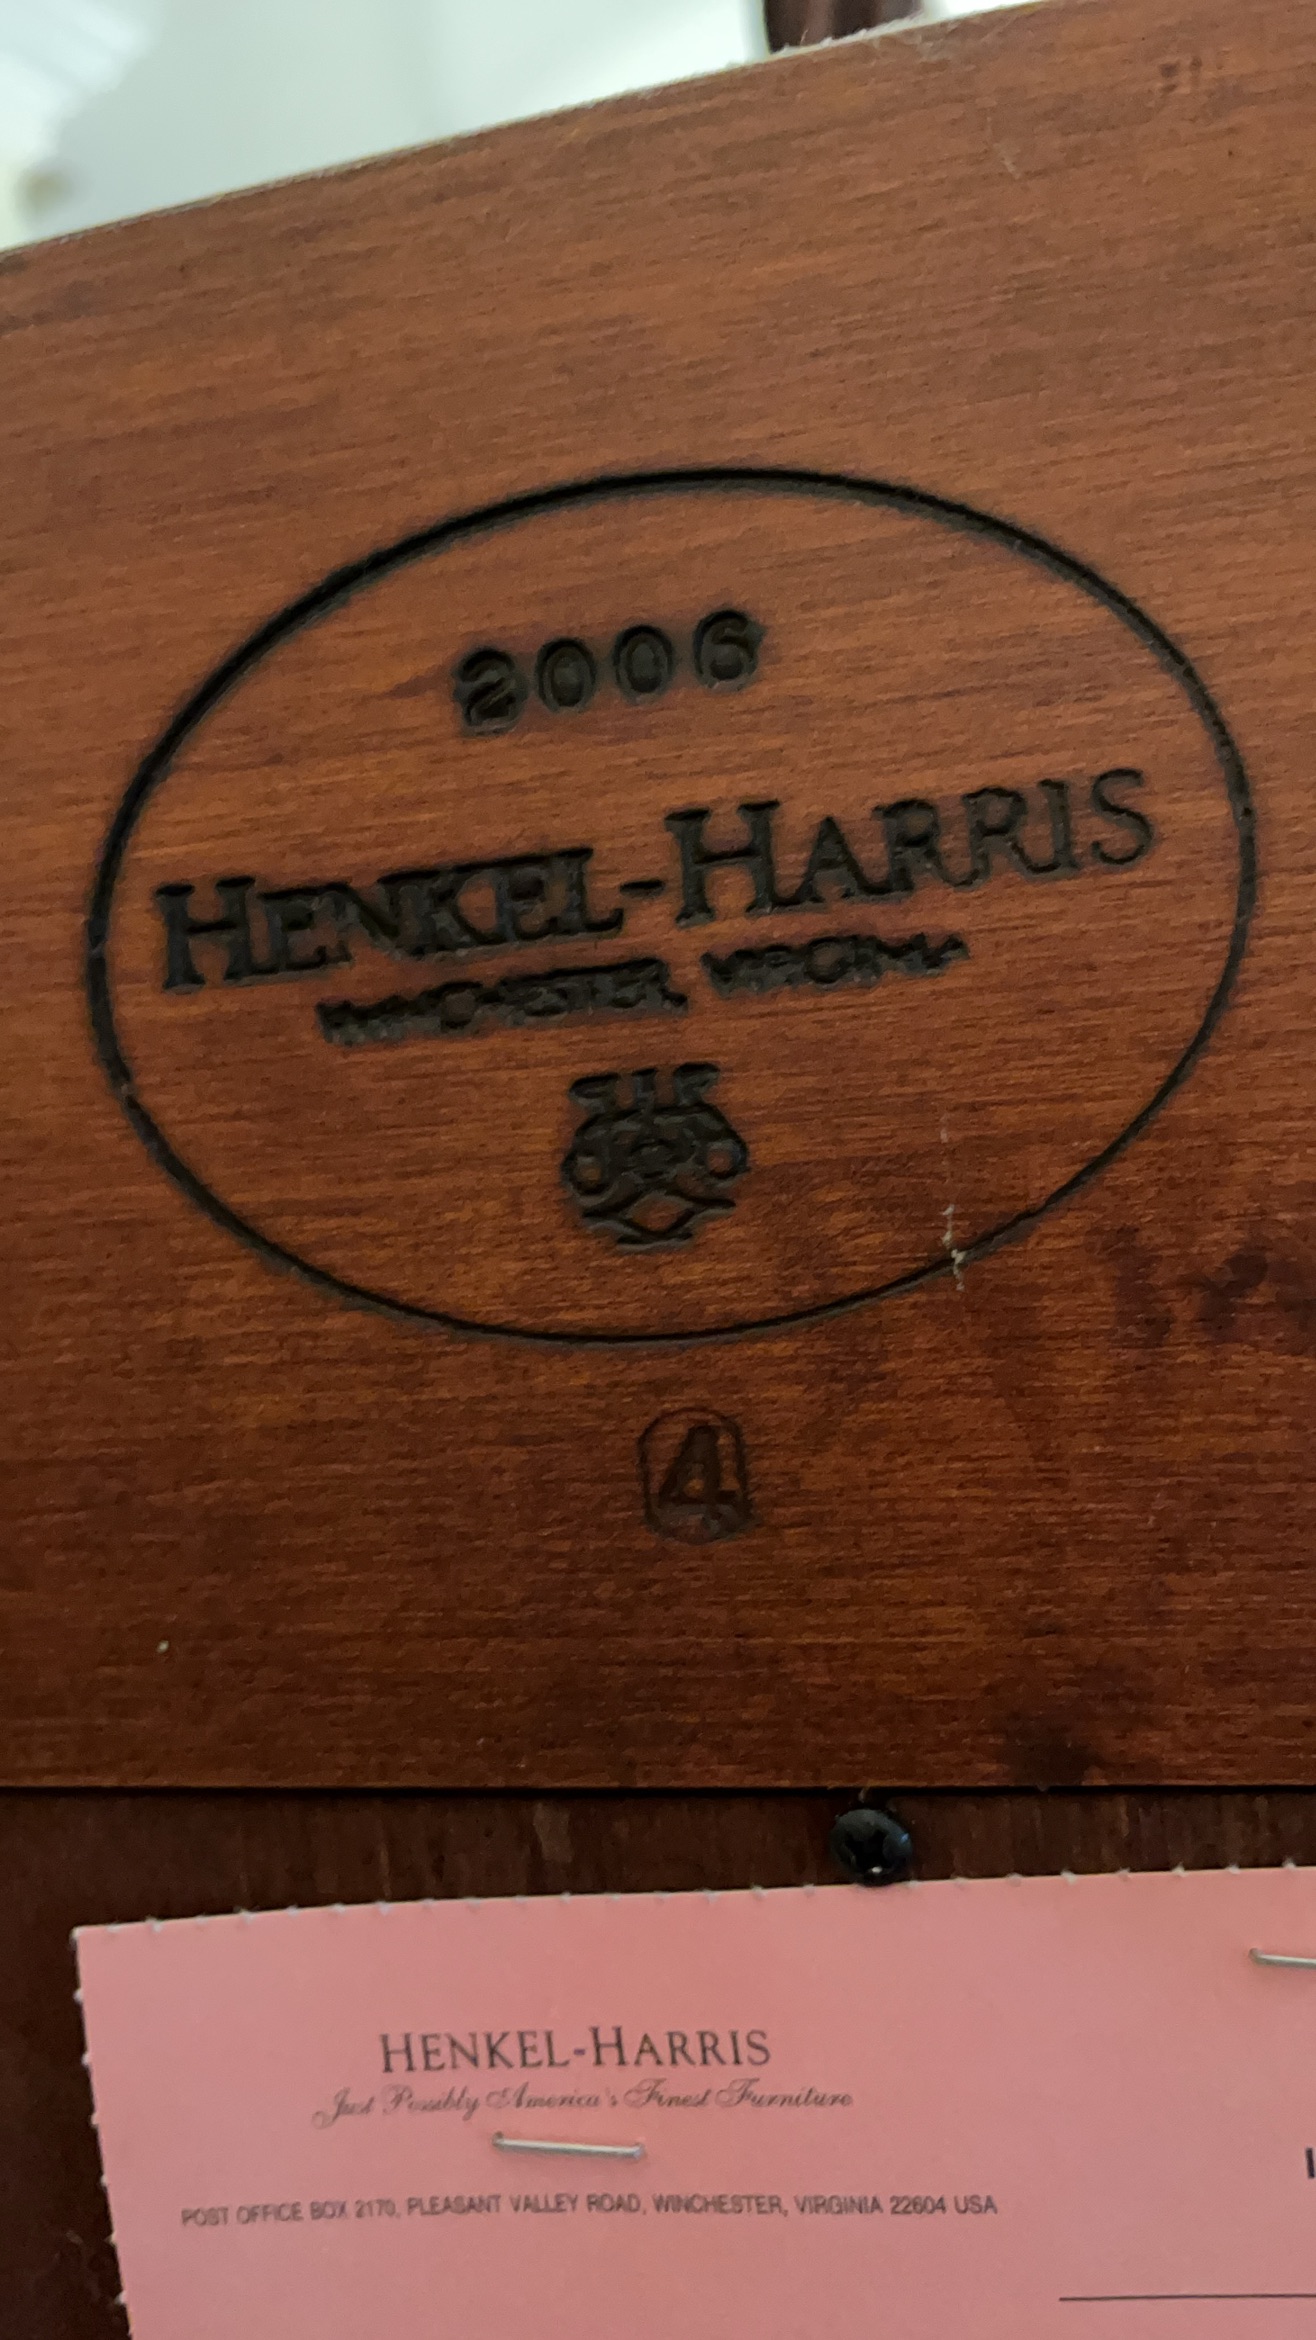 2006
HENKEL-HARRIS
WINCHESTER, VIRGINIA
4
HENKEL-HARRIS
Just Possibly America's Finest Furniture
POST OFFICE BOX 2170, PLEASANT VALLEY ROAD, WINCHESTER, VIRGINIA 22604 USA